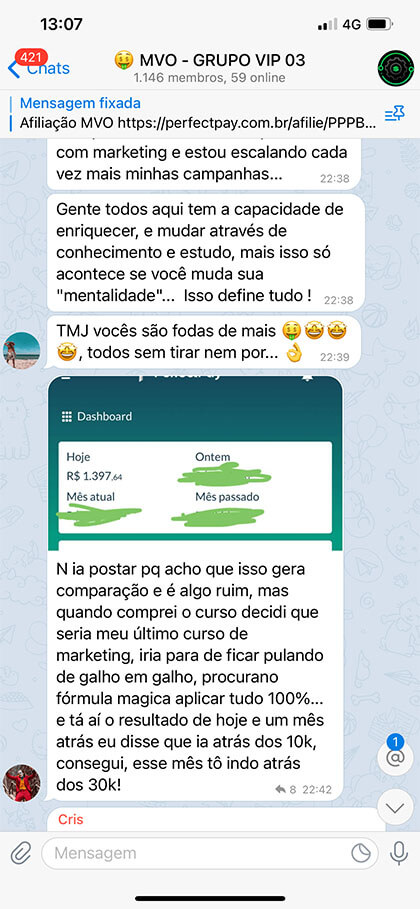 13:07
4G
421
Chats
🤑 MVO - GRUPO VIP 03
1.146 membros, 59 online
Mensagem fixada
Afiliação MVO https://perfectpay.com.br/afilie/PPPB...
com marketing e estou escalando cada
vez mais minhas campanhas...
22:38
Gente todos aqui tem a capacidade de
enriquecer, e mudar através de
conhecimento e estudo, mais isso só
acontece se você muda sua
"mentalidade"... Isso define tudo !
22:38
TMJ vocês são fodas de mais 🤑🤩🤩
🤩, todos sem tirar nem por... 👌
22:39
Dashboard
Hoje
Ontem
R$ 1.397,64
Mês atual
Mês passado
N ia postar pq acho que isso gera
comparação e é algo ruim, mas
quando comprei o curso decidi que
seria meu último curso de
marketing, iria para de ficar pulando
de galho em galho, procurano
fórmula magica aplicar tudo 100%...
e tá aí o resultado de hoje e um mês
atrás eu disse que ia atrás dos 10k,
consegui, esse mês tô indo atrás
dos 30k!
8 22:42
1
@
Cris
Mensagem